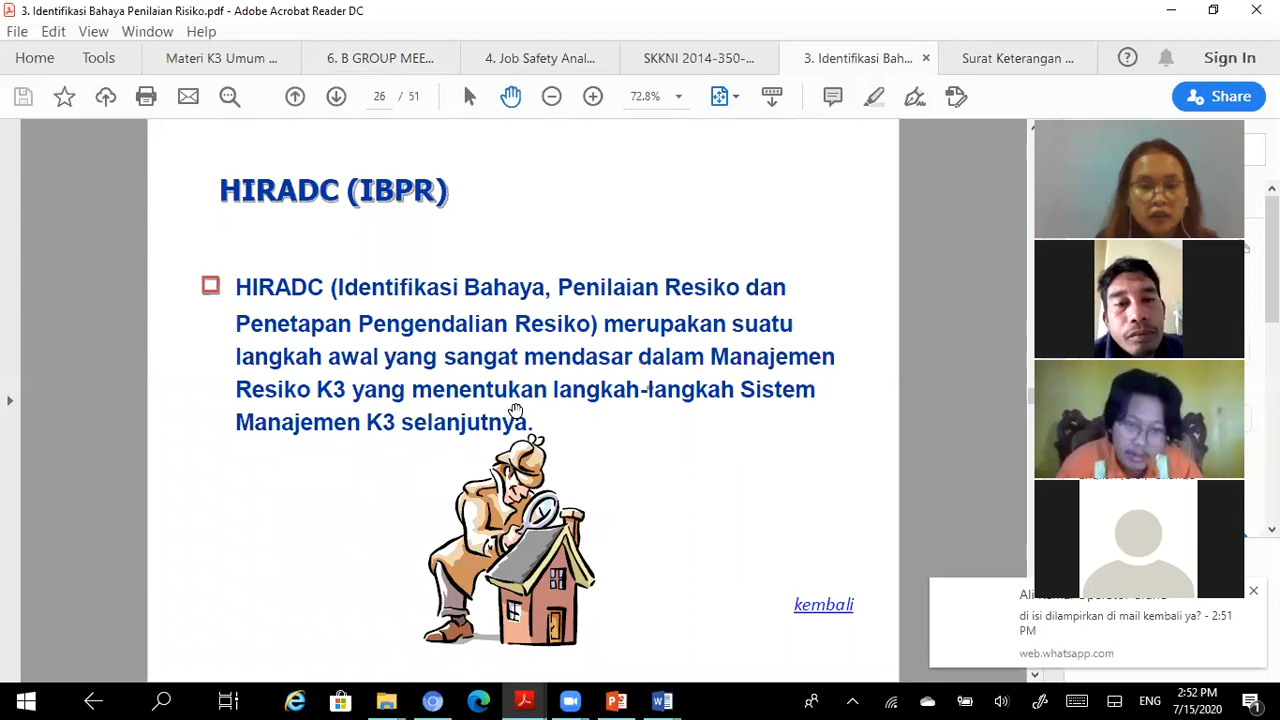 3. Identifikasi Bahaya Penilaian Risiko.pdf - Adobe Acrobat Reader DC
File Edit View Window Help
Home Tools Materi K3 Umum ... 6. B GROUP MEE... 4. Job Safety Anal... SKKNI 2014-350-... 3. Identifikasi Bah... Surat Keterangan ... Sign In
26 / 51 72.8% Share
HIRADC (IBPR)
HIRADC (Identifikasi Bahaya, Penilaian Resiko dan
Penetapan Pengendalian Resiko) merupakan suatu
langkah awal yang sangat mendasar dalam Manajemen
Resiko K3 yang menentukan langkah-langkah Sistem
Manajemen K3 selanjutnya.
kembali
di isi dilampirkan di mail kembali ya? - 2:51
PM
web.whatsapp.com
ENG
2:52 PM
7/15/2020
1